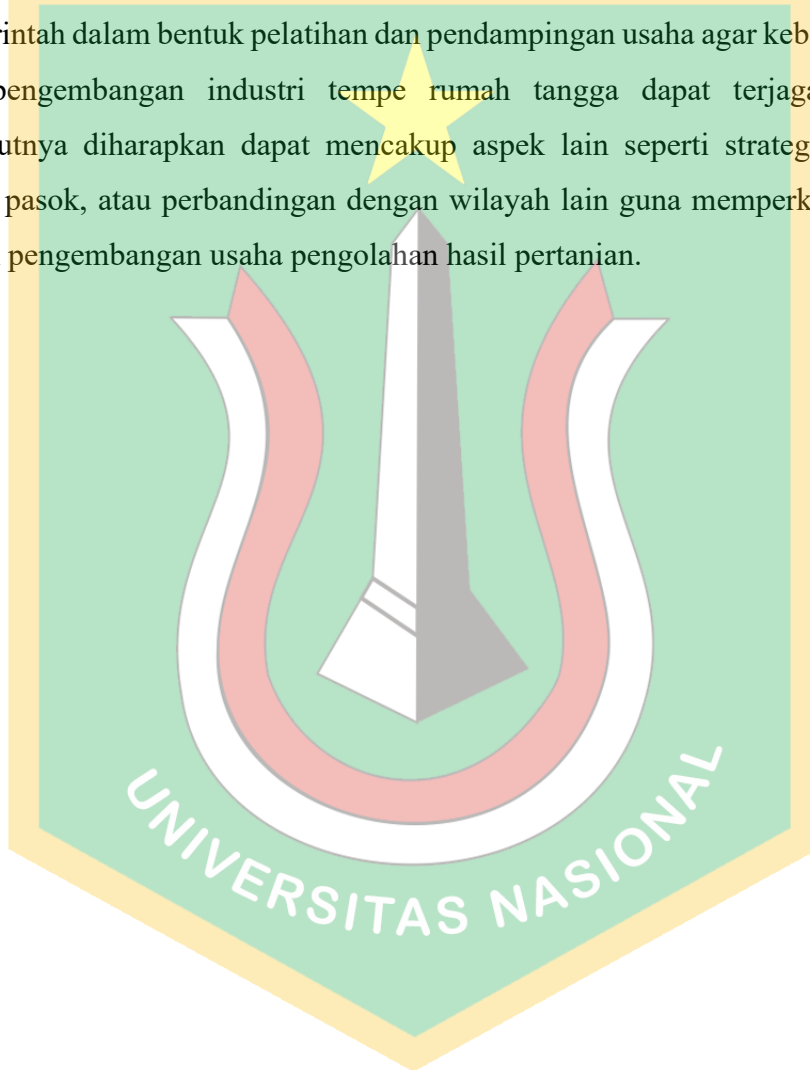 rintah dalam bentuk pelatihan dan pendampingan usaha agar keb
pengembangan industri tempe rumah tangga dapat terjaga
utnya diharapkan dapat mencakup aspek lain seperti strateg
pasok, atau perbandingan dengan wilayah lain guna memperk
pengembangan usaha pengolahan hasil pertanian.
UNIVERSITAS NASIONAL